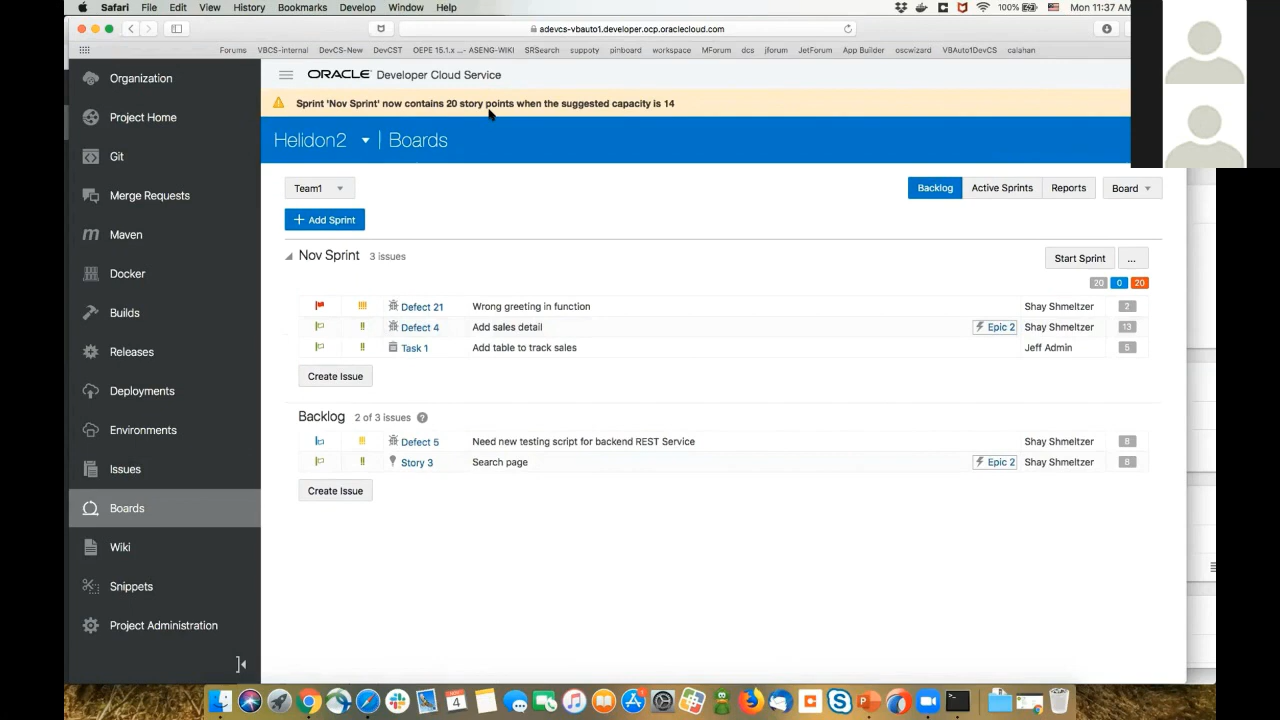 Safari File Edit View History Bookmarks Develop Window Help 100% Mon 11:37 AM
adevcs-vbauto1.developer.ocp.oraclecloud.com
Forums VBCS-internal DevCS-New DevCST OEPE 15.1.x ...- ASENG-WIKI SRSearch suppoty pinboard workspace MForum dcs jforum JetForum App Builder oscwizard VBAuto1DevCS calahan
Organization
Project Home
Git
Merge Requests
Maven
Docker
Builds
Releases
Deployments
Environments
Issues
Boards
Wiki
Snippets
Project Administration
ORACLE Developer Cloud Service
Sprint 'Nov Sprint' now contains 20 story points when the suggested capacity is 14
Helidon2 | Boards
Team1 Backlog Active Sprints Reports Board
+ Add Sprint
Nov Sprint 3 issues Start Sprint ...
20 0 20
Defect 21 Wrong greeting in function Shay Shmeltzer 2
Defect 4 Add sales detail Epic 2 Shay Shmeltzer 13
Task 1 Add table to track sales Jeff Admin 5
Create Issue
Backlog 2 of 3 issues ?
Defect 5 Need new testing script for backend REST Service Shay Shmeltzer 8
Story 3 Search page Epic 2 Shay Shmeltzer 8
Create Issue